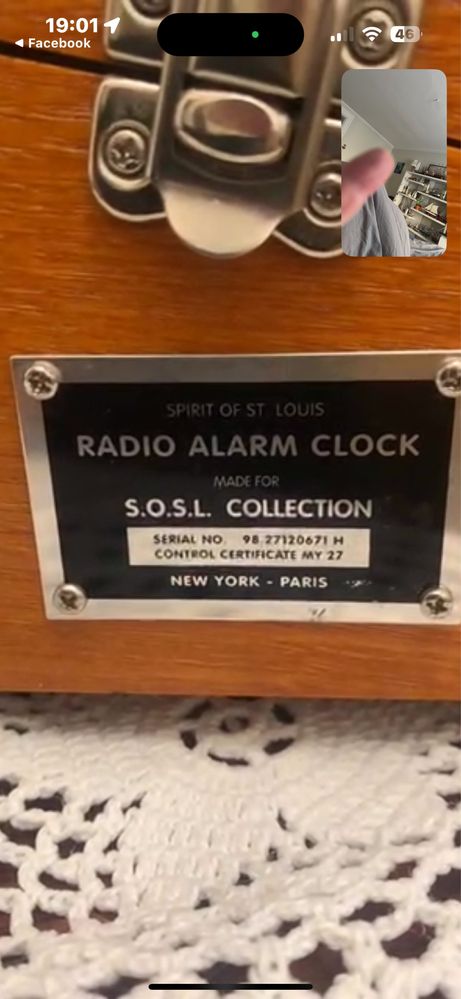 19:01
46
◀ Facebook
SPIRIT OF ST. LOUIS
RADIO ALARM CLOCK
MADE FOR
S.O.S.L. COLLECTION
SERIAL NO. 98.27120671 H
CONTROL CERTIFICATE MY 27
NEW YORK - PARIS